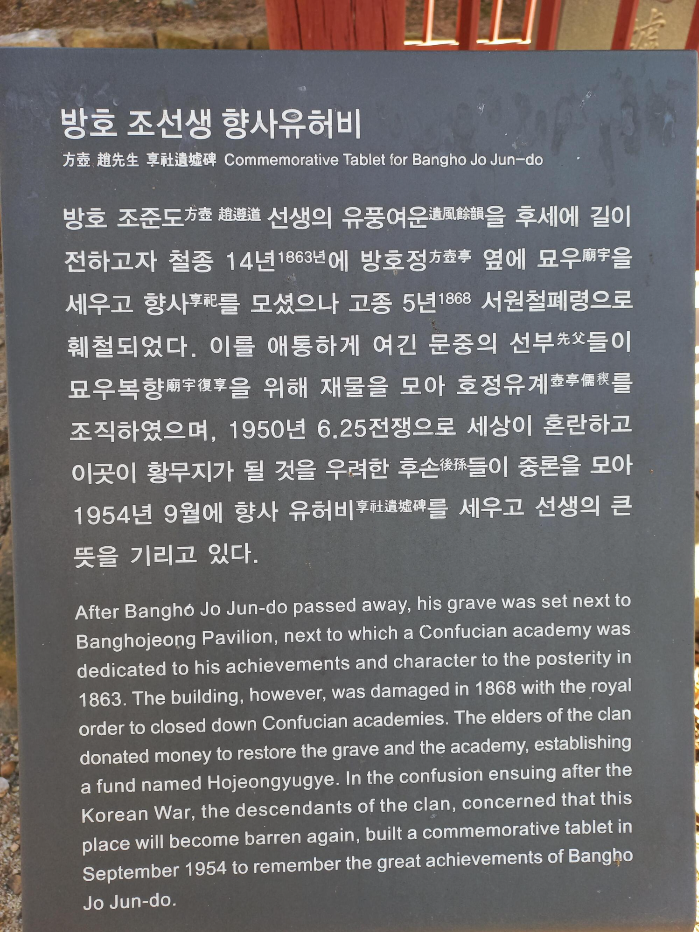 방호 조선생 향사유허비
方壺 趙先生 享社遺墟碑 Commemorative Tablet for Bangho Jo Jun-do
방호 조준도方壺 趙遵道 선생의 유풍여운遺風餘韻을 후세에 길이
전하고자 철종 14년1863년에 방호정方壺亭 옆에 묘우廟宇를
세우고 향사享祀를 모셨으나 고종 5년1868 서원철폐령으로
훼철되었다. 이를 애통하게 여긴 문중의 선부先父들이
묘우복향廟宇復享을 위해 재물을 모아 호정유계壺亭儒稧를
조직하였으며, 1950년 6.25전쟁으로 세상이 혼란하고
이곳이 황무지가 될 것을 우려한 후손後孫들이 중론을 모아
1954년 9월에 향사 유허비享社遺墟碑를 세우고 선생의 큰
뜻을 기리고 있다.
After Bangho Jo Jun-do passed away, his grave was set next to
Banghojeong Pavilion, next to which a Confucian academy was
dedicated to his achievements and character to the posterity in
1863. The building, however, was damaged in 1868 with the royal
order to closed down Confucian academies. The elders of the clan
donated money to restore the grave and the academy, establishing
a fund named Hojeongyugye. In the confusion ensuing after the
Korean War, the descendants of the clan, concerned that this
place will become barren again, built a commemorative tablet in
September 1954 to remember the great achievements of Bangho
Jo Jun-do.
墟